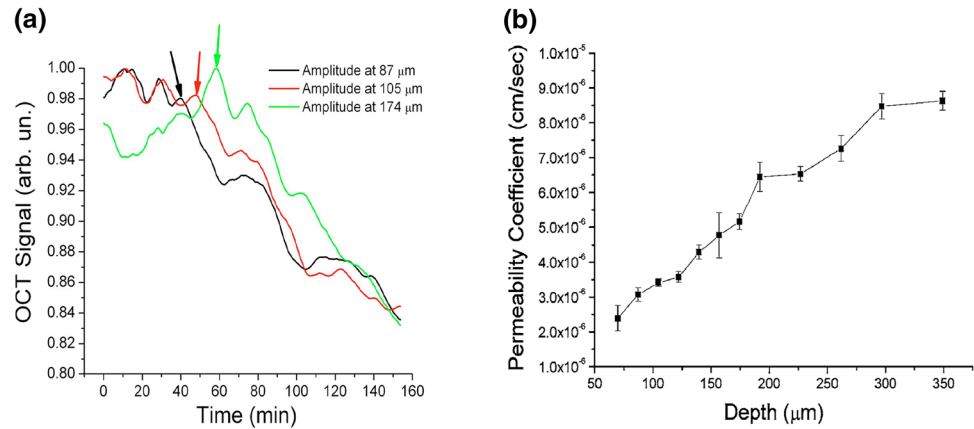 (a)
OCT Signal (arb. un.)
1.00
0.98
0.96
0.94
0.92
0.90
0.88
0.86
0.84
0.82
0.80
Amplitude at 87 μm
Amplitude at 105 μm
Amplitude at 174 μm
0 20 40 60 80 100 120 140 160
Time (min)
(b)
Permeability Coefficient (cm/sec)
1.0x10⁻⁵
9.0x10⁻⁶
8.0x10⁻⁶
7.0x10⁻⁶
6.0x10⁻⁶
5.0x10⁻⁶
4.0x10⁻⁶
3.0x10⁻⁶
2.0x10⁻⁶
1.0x10⁻⁶
50 100 150 200 250 300 350
Depth (μm)